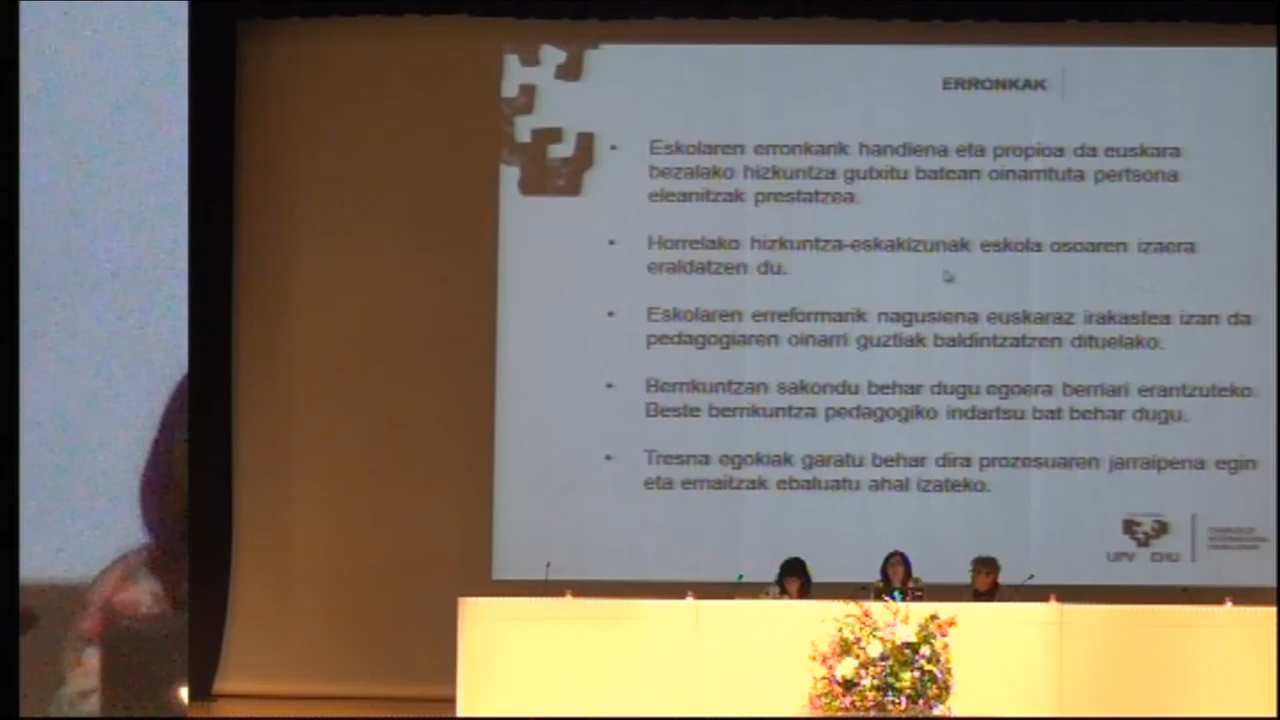 ERRONKAK
• Eskolaren erronkarik handiena eta propioa da euskara
bezalako hizkuntza gutxitu batean oinarrituta pertsona
eleanitzak prestatzea.
• Horrelako hizkuntza-eskakizunak eskola osoaren izaera
eraldatzen du.
• Eskolaren erreformarik nagusiena euskaraz irakastea izan da
pedagogiaren oinarri guztiak baldintzatzen dituelako.
• Berrikuntzan sakondu behar dugu egoera berriari erantzuteko.
Beste berrikuntza pedagogiko indartsu bat behar dugu.
• Tresna egokiak garatu behar dira prozesuaren jarraipena egin
eta emaitzak ebaluatu ahal izateko.
UPV EHU